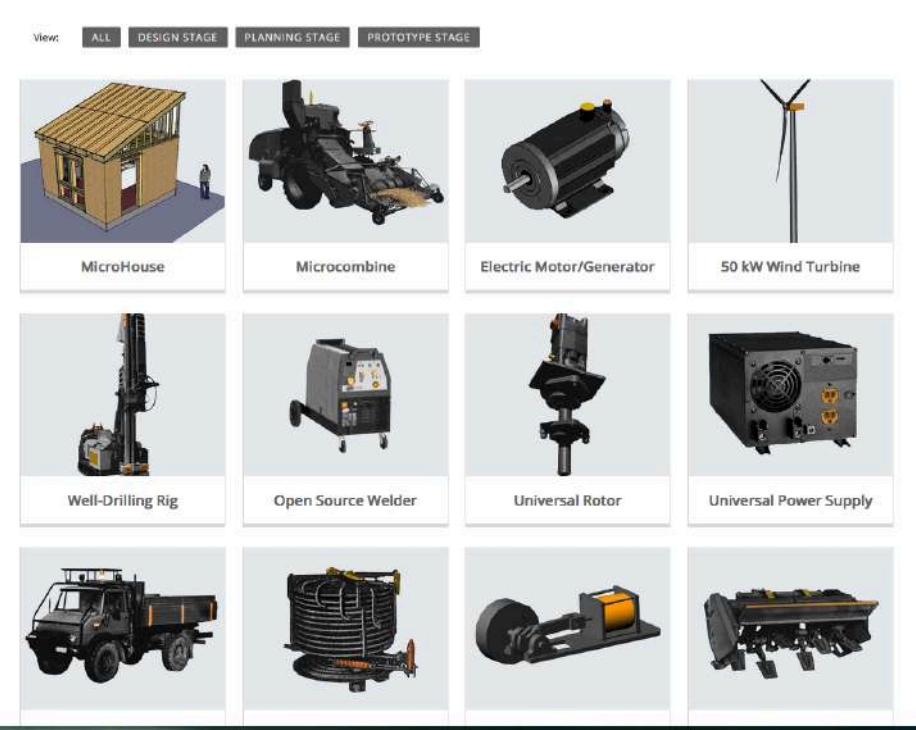 View:
ALL
DESIGN STAGE
PLANNING STAGE
PROTOTYPE STAGE
MicroHouse
Microcombine
Electric Motor/Generator
50 kW Wind Turbine
Well-Drilling Rig
Open Source Welder
Universal Rotor
Universal Power Supply